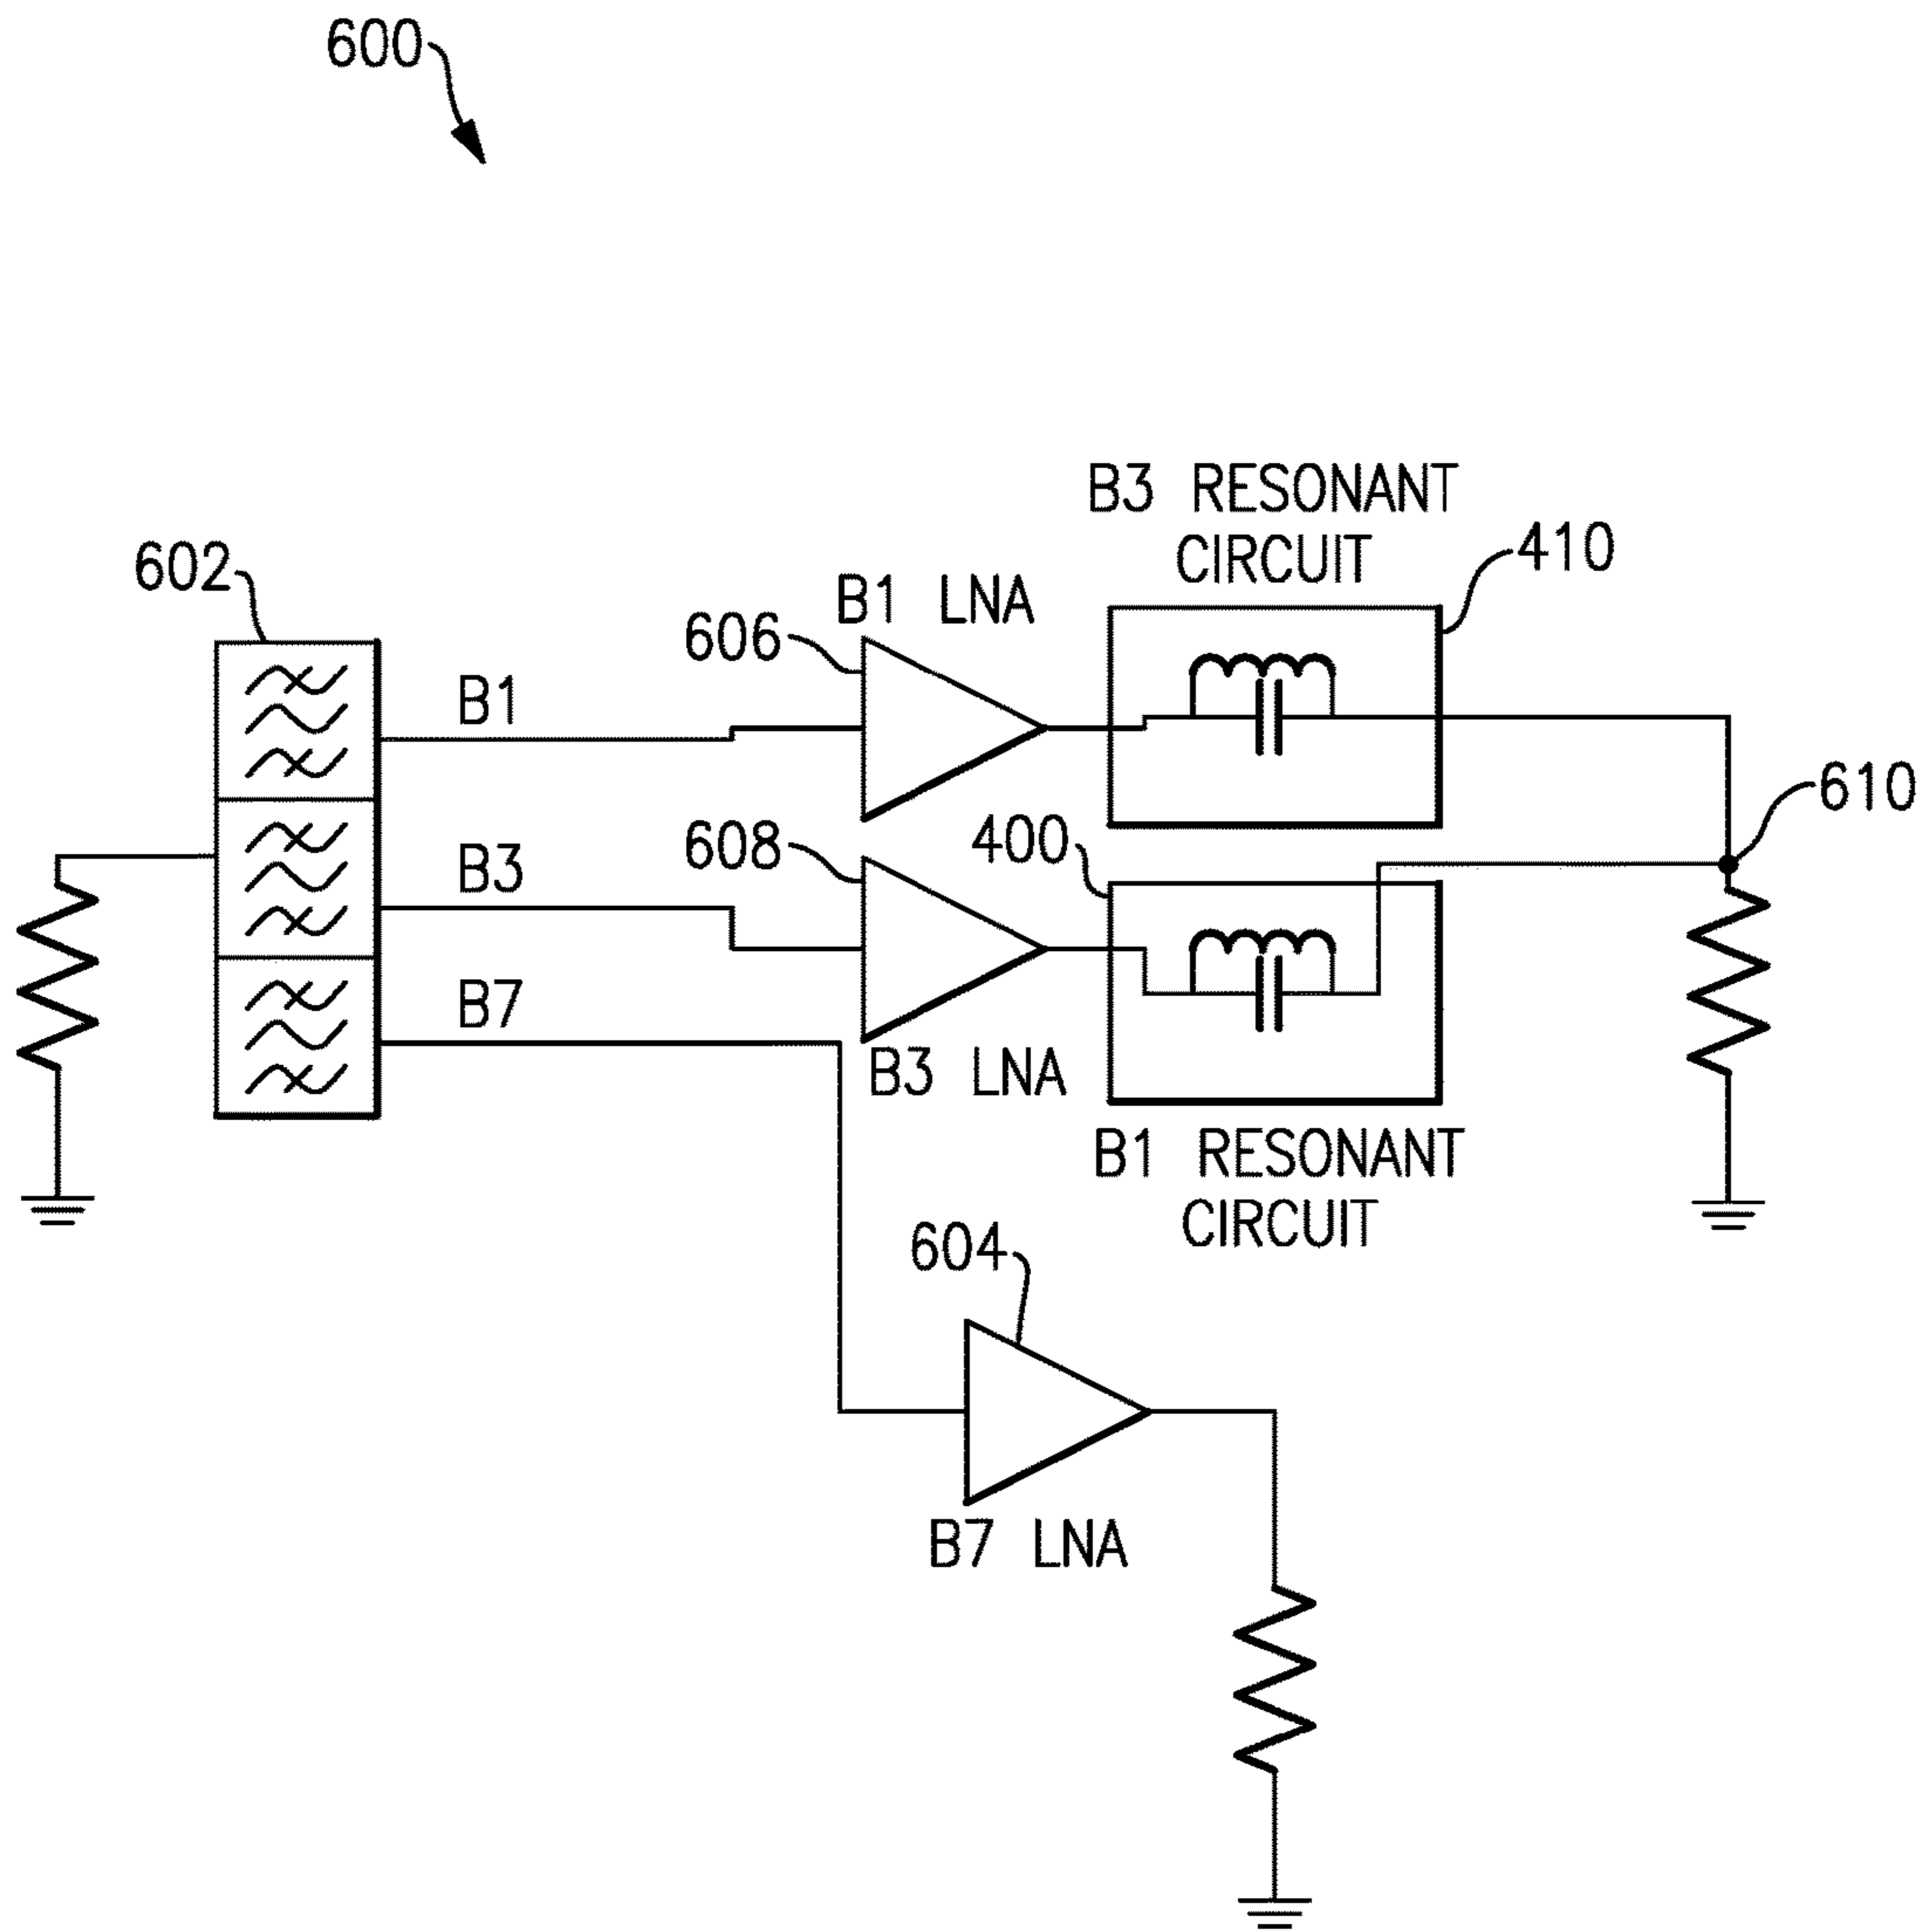 600
B3 RESONANT
CIRCUIT
410
602
B1 LNA
606
B1
610
400
608
B3
B7
B3 LNA
B1 RESONANT
CIRCUIT
604
B7 LNA